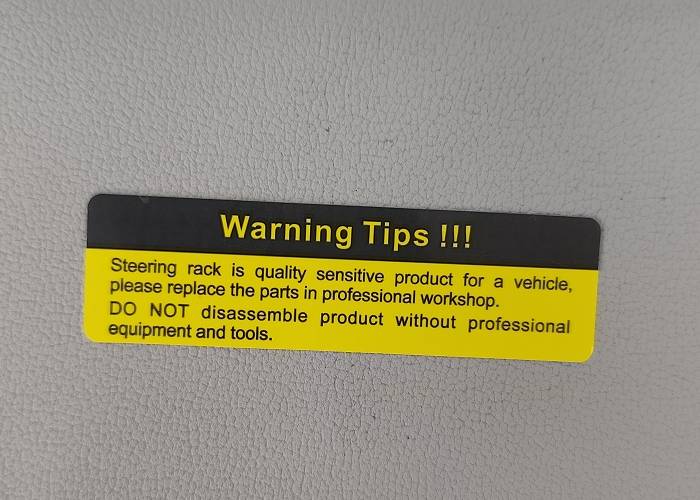 Warning Tips !!!
Steering rack is quality sensitive product for a vehicle,
please replace the parts in professional workshop.
DO NOT disassemble product without professional
equipment and tools.